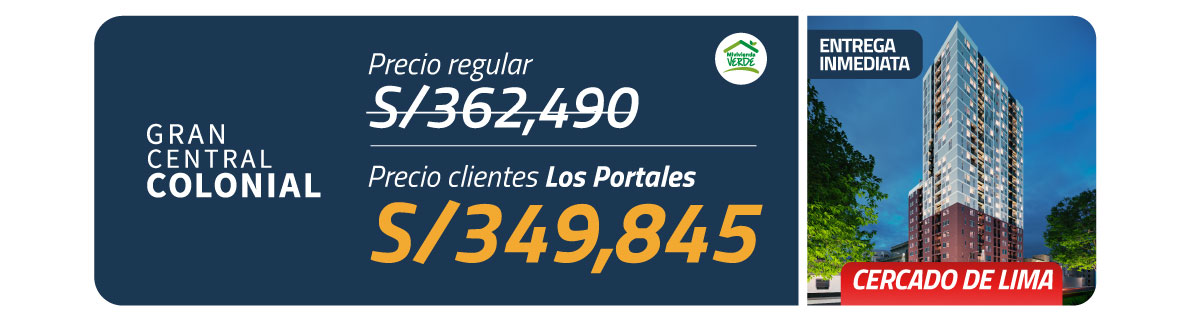 GRAN
CENTRAL
COLONIAL
Precio regular
S/362,490
Mivivienda
VERDE
Precio clientes Los Portales
S/349,845
ENTREGA
INMEDIATA
CERCADO DE LIMA